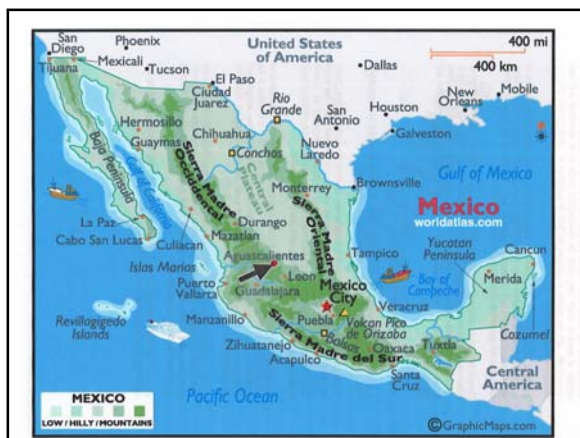 San
Diego
Phoenix
United States
of America
400 mi
400 km
Tijuana
Mexicali
Tucson
El Paso
Ciudad
Juarez
Dallas
Rio
Grande
San
Antonio
Houston
New
Orleans
Mobile
Galveston
Hermosillo
Guaymas
Chihuahua
Conchos
Nuevo
Laredo
Baja Peninsula
Gulf of California
Sierra Madre
Occidental
Central
Plateau
Monterrey
Brownsville
Gulf of Mexico
Mexico
worldatlas.com
Sierra Madre
Oriental
La Paz
Cabo San Lucas
Culiacan
Durango
Mazatlan
Islas Marias
Aguastalientes
Tampico
Yucatan
Peninsula
Cancun
Merida
Puerto
Vallarta
Leon
Guadalajara
Mexico
City
Bay of
Campeche
Veracruz
Revillagigedo
Islands
Manzanillo
Puebla
Volcan Pico
de Orizaba
Cozumel
Zihuatanejo
Balsas
Oaxaca
Tuxtla
Acapulco
Sierra Madre del Sur
Santa
Cruz
Central
America
Pacific Ocean
MEXICO
LOW / HILLY / MOUNTAINS
©GraphicMaps.com